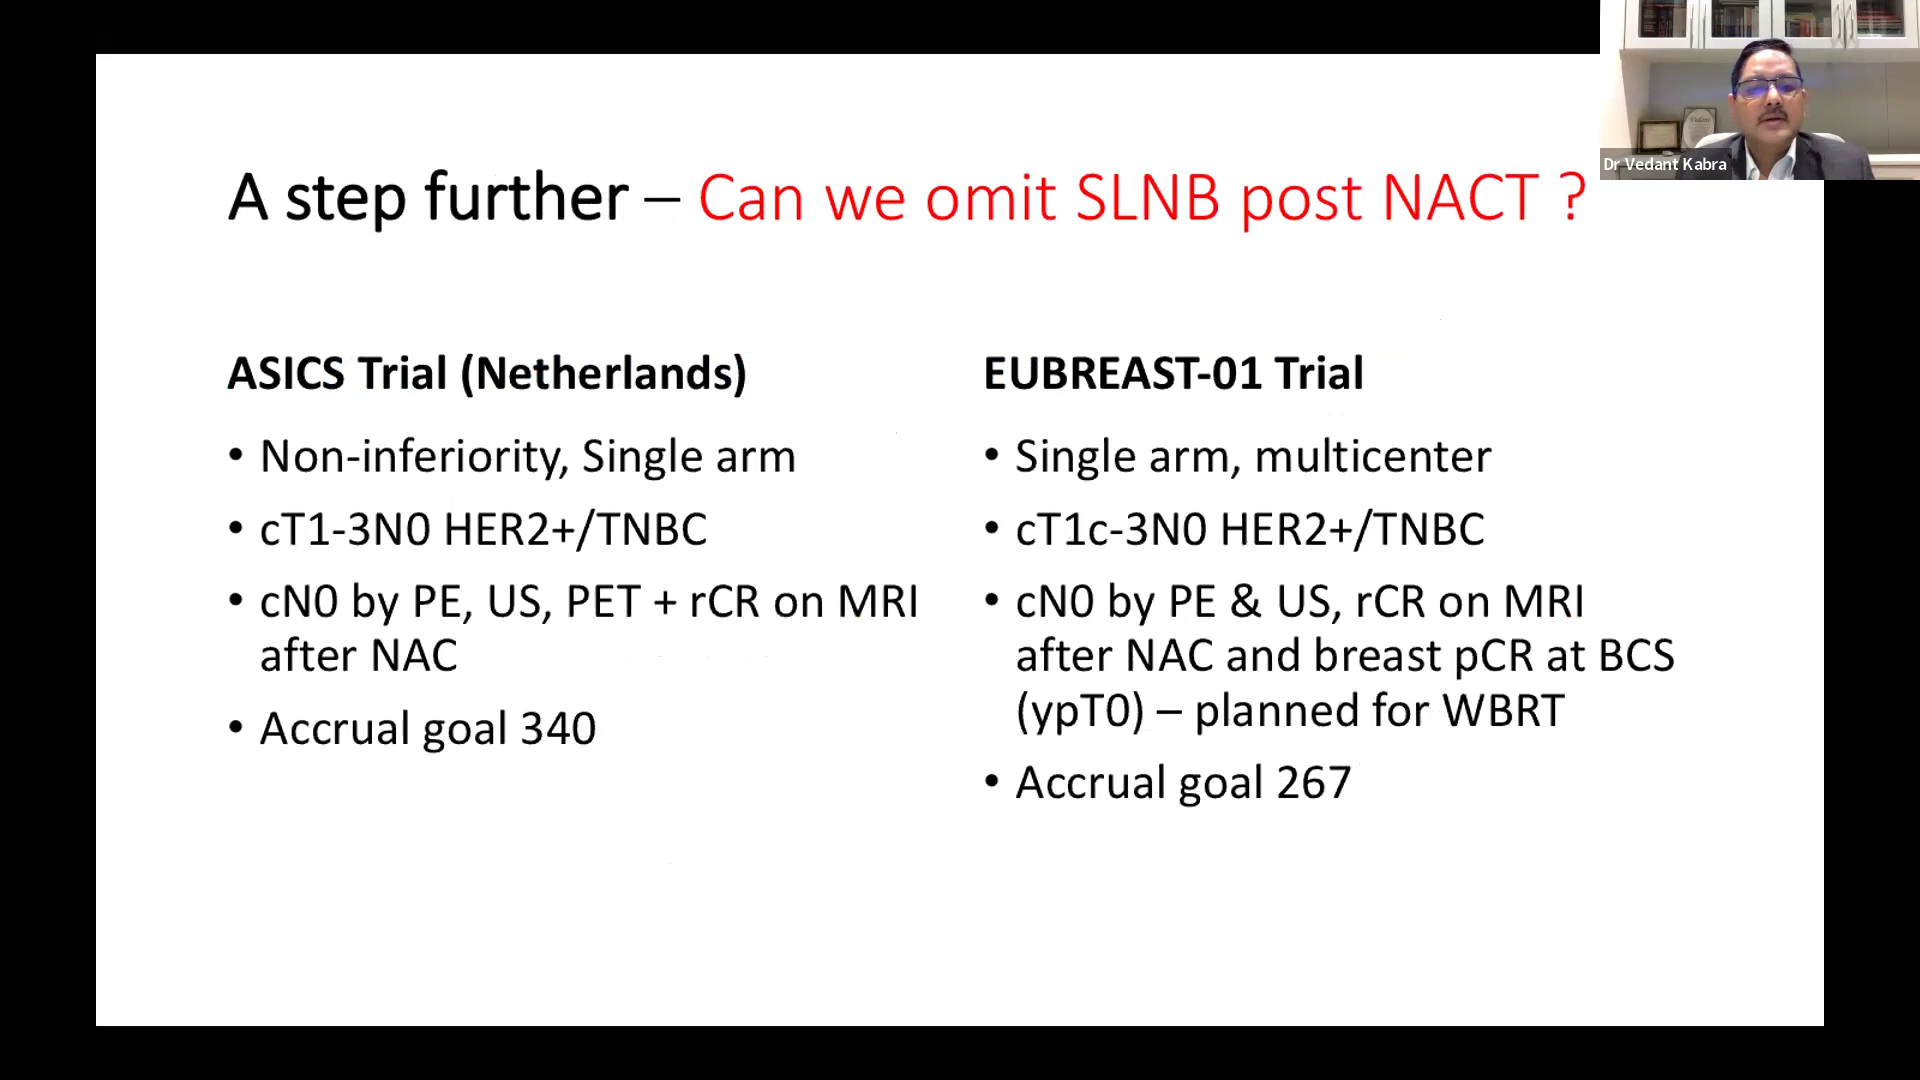 Dr Vedant Kabra
A step further – Can we omit SLNB post NACT ?
ASICS Trial (Netherlands)
• Non-inferiority, Single arm
• cT1-3N0 HER2+/TNBC
• cN0 by PE, US, PET + rCR on MRI
after NAC
• Accrual goal 340
EUBREAST-01 Trial
• Single arm, multicenter
• cT1c-3N0 HER2+/TNBC
• cN0 by PE & US, rCR on MRI
after NAC and breast pCR at BCS
(ypT0) – planned for WBRT
• Accrual goal 267